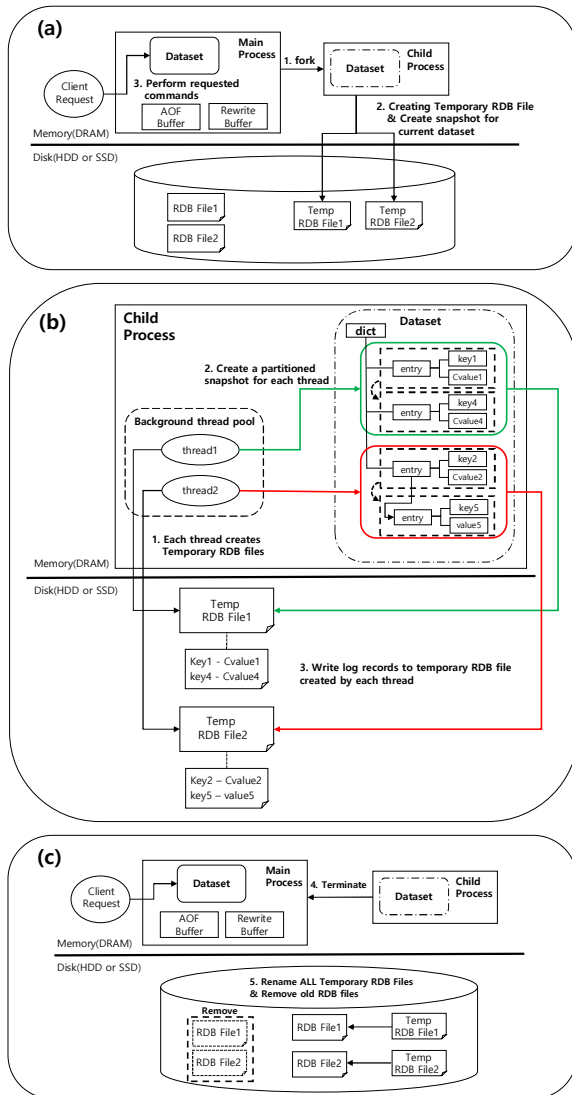 (a)
Main
Process
Dataset
Child
Process
Dataset
1. fork
Client
Request
3. Perform requested
commands
AOF
Buffer
Rewrite
Buffer
2. Creating Temporary RDB File
& Create snapshot for
current dataset
Memory(DRAM)
Disk(HDD or SSD)
RDB File1
RDB File2
Temp
RDB File1
Temp
RDB File2
(b)
Child
Process
Dataset
dict
2. Create a partitioned
snapshot for each thread
entry
key1
Cvalue1
entry
key4
Cvalue4
Background thread pool
thread1
thread2
entry
key2
Cvalue2
entry
key5
value5
1. Each thread creates
Temporary RDB files
Memory(DRAM)
Disk(HDD or SSD)
Temp
RDB File1
Key1 - Cvalue1
key4 - Cvalue4
3. Write log records to temporary RDB file
created by each thread
Temp
RDB File2
Key2 – Cvalue2
key5 – value5
(c)
Main
Process
Dataset
4. Terminate
Child
Process
Dataset
Client
Request
AOF
Buffer
Rewrite
Buffer
Memory(DRAM)
Disk(HDD or SSD)
5. Rename ALL Temporary RDB Files
& Remove old RDB files
Remove
RDB File1
RDB File2
RDB File1
Temp
RDB File1
RDB File2
Temp
RDB File2